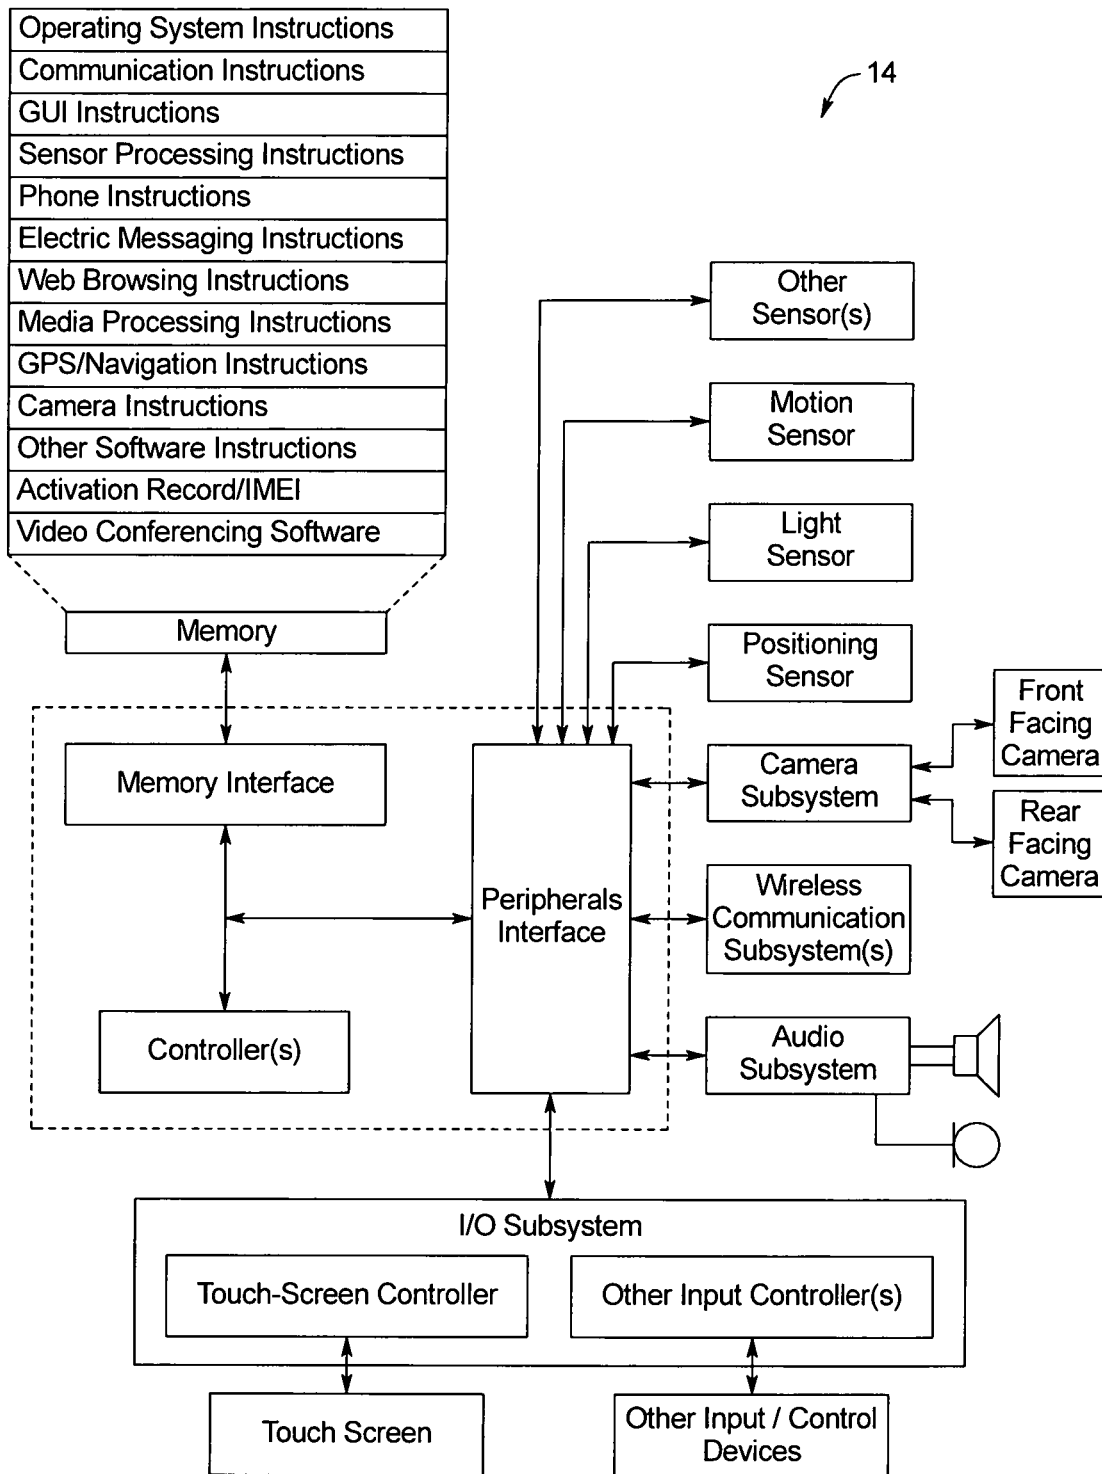 Operating System Instructions
Communication Instructions
GUI Instructions
Sensor Processing Instructions
Phone Instructions
Electric Messaging Instructions
Web Browsing Instructions
Media Processing Instructions
GPS/Navigation Instructions
Camera Instructions
Other Software Instructions
Activation Record/IMEI
Video Conferencing Software
14
Memory
Memory Interface
Controller(s)
Peripherals
Interface
Other
Sensor(s)
Motion
Sensor
Light
Sensor
Positioning
Sensor
Camera
Subsystem
Front
Facing
Camera
Rear
Facing
Camera
Wireless
Communication
Subsystem(s)
Audio
Subsystem
I/O Subsystem
Touch-Screen Controller
Other Input Controller(s)
Touch Screen
Other Input / Control
Devices